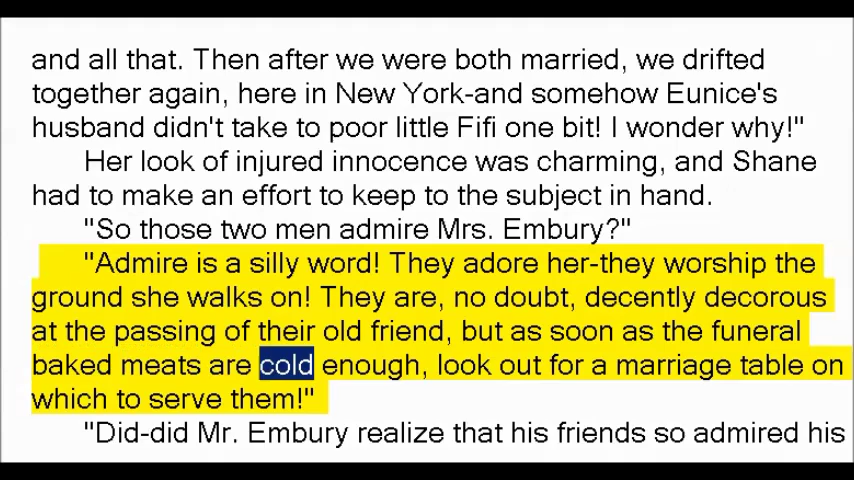 and all that. Then after we were both married, we drifted
together again, here in New York-and somehow Eunice's
husband didn't take to poor little Fifi one bit! I wonder why!"
Her look of injured innocence was charming, and Shane
had to make an effort to keep to the subject in hand.
"So those two men admire Mrs. Embury?"
"Admire is a silly word! They adore her-they worship the
ground she walks on! They are, no doubt, decently decorous
at the passing of their old friend, but as soon as the funeral
baked meats are cold enough, look out for a marriage table on
which to serve them!"
"Did-did Mr. Embury realize that his friends so admired his